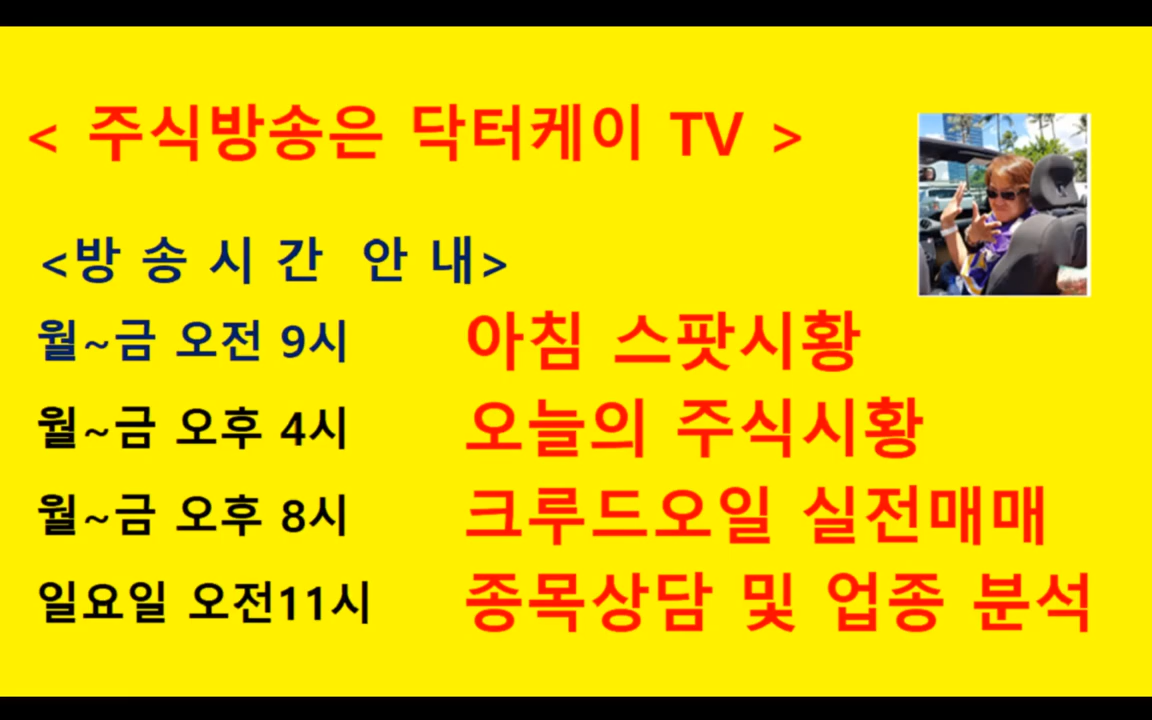 < 주식방송은 닥터케이 TV >
<방 송 시 간 안 내>
월~금 오전 9시 아침 스팟시황
월~금 오후 4시 오늘의 주식시황
월~금 오후 8시 크루드오일 실전매매
일요일 오전11시 종목상담 및 업종 분석